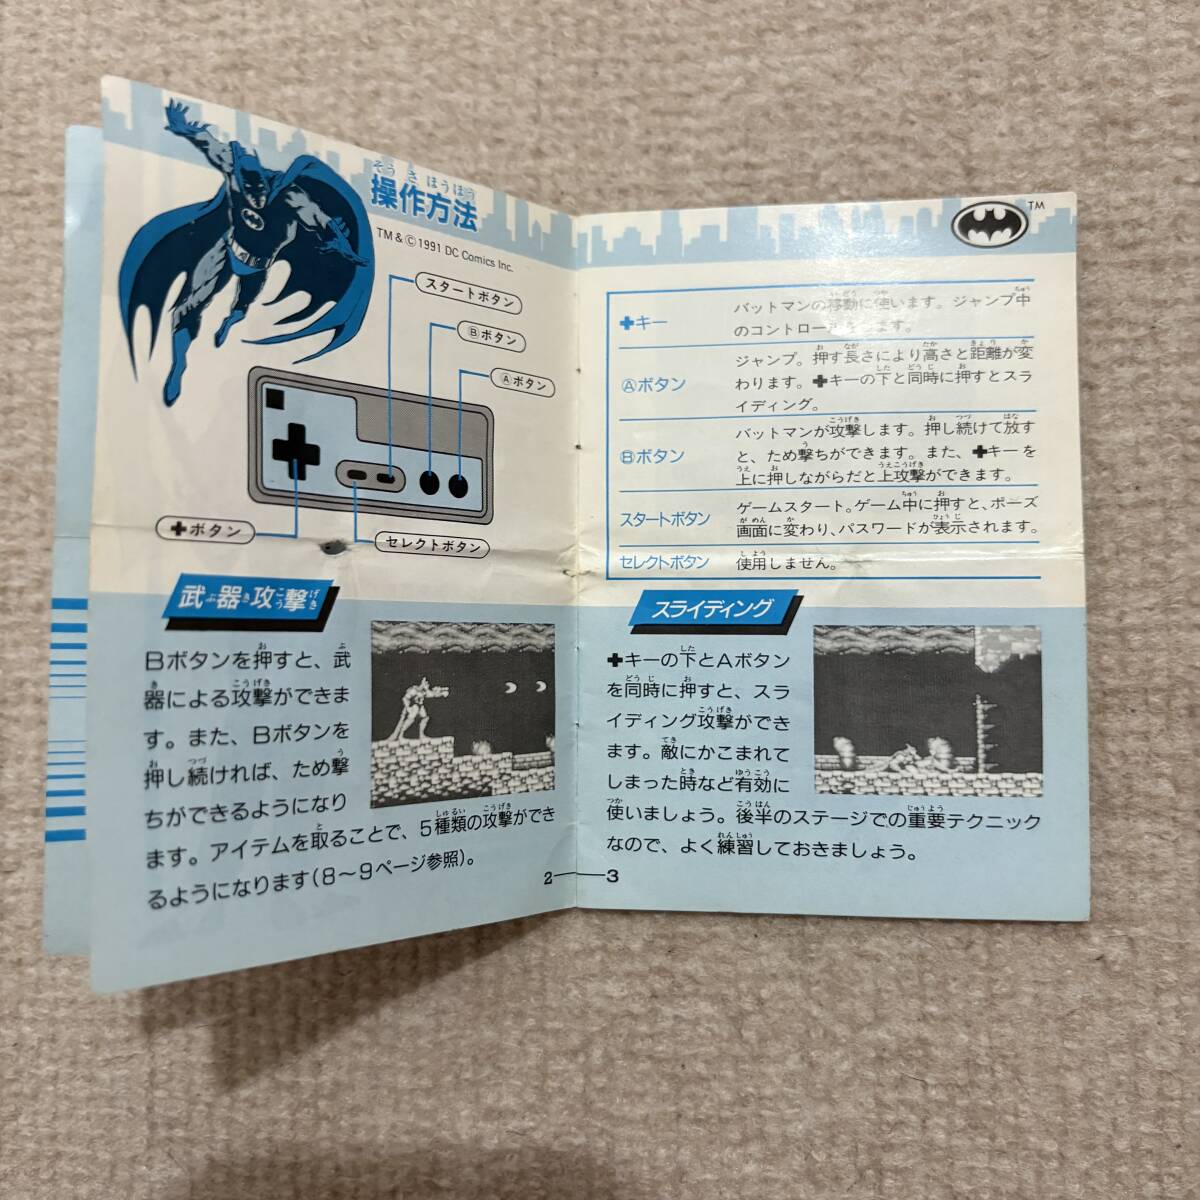 そうさほうほう
操作方法
TM & © 1991 DC Comics Inc.
スタートボタン
Ⓑボタン
Ⓐボタン
✚ボタン
セレクトボタン
武ぶ器き攻こう撃げき
Bボタンを押すと、武
器による攻撃ができま
す。また、Bボタンを
押し続ければ、ため撃
ちができるようになり
ます。アイテムを取ることで、5種類の攻撃ができ
るようになります(8〜9ページ参照)。
2
TM
✚キー
バットマンの移動に使います。ジャンプ中
のコントロール ます。
Ⓐボタン
ジャンプ。押す長さにより高さと距離が変
わります。✚キーの下と同時に押すとスラ
イディング。
Ⓑボタン
バットマンが攻撃します。押し続けて放す
と、ため撃ちができます。また、✚キーを
上に押しながらだと上攻撃ができます。
スタートボタン
ゲームスタート。ゲーム中に押すと、ポーズ
画面に変わり、パスワードが表示されます。
セレクトボタン
使用しません。
スライディング
✚キーの下とAボタン
を同時に押すと、スラ
イディング攻撃ができ
ます。敵にかこまれて
しまった時など有効に
使いましょう。後半のステージでの重要テクニック
なので、よく練習しておきましょう。
3